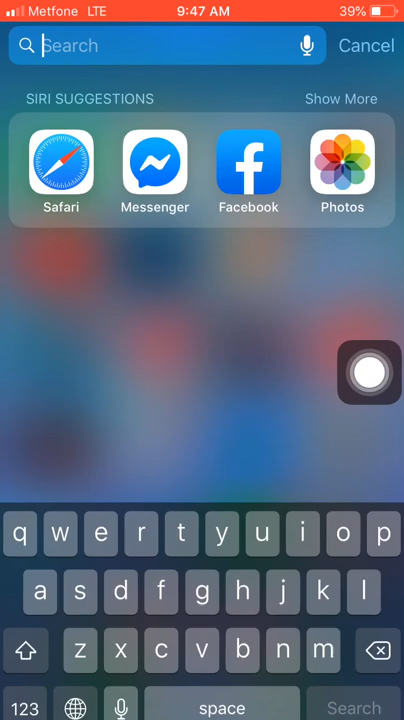 Metfone LTE 9:47 AM 39%
Search Cancel
SIRI SUGGESTIONS Show More
Safari Messenger Facebook Photos
q w e r t y u i o p
a s d f g h j k l
z x c v b n m
123 space Search